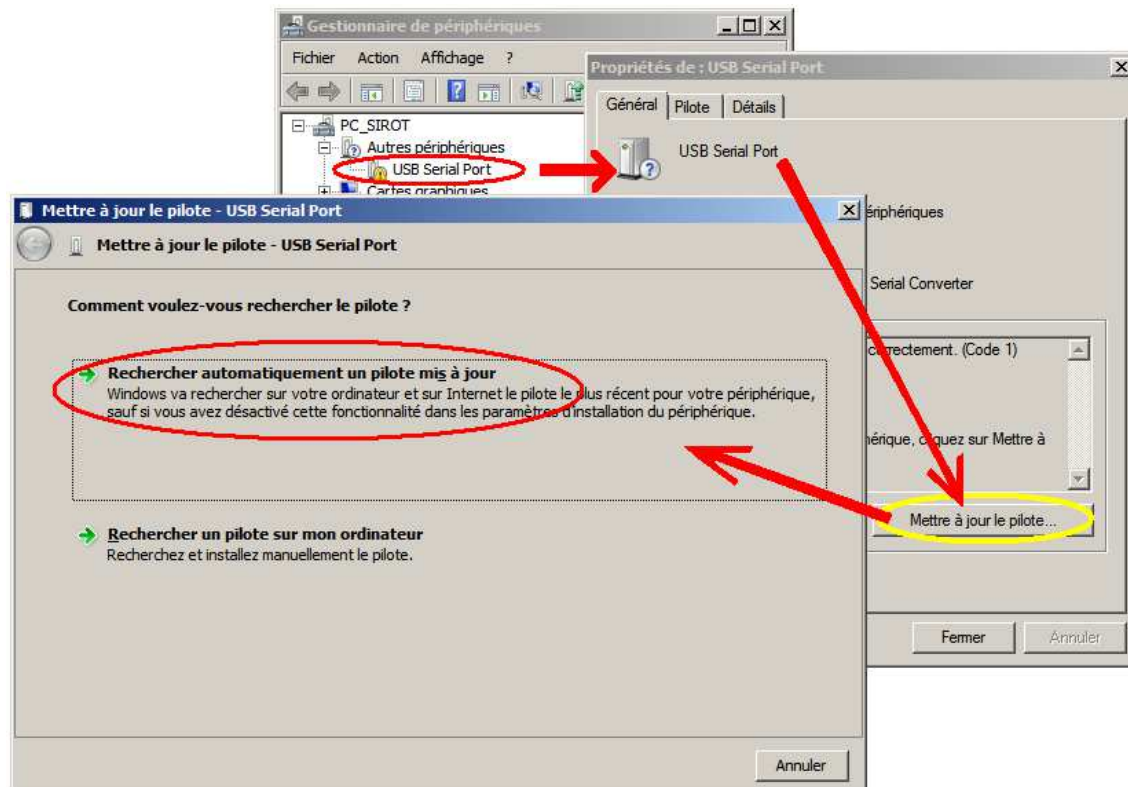 Gestionnaire de périphériques
Fichier Action Affichage ?
PC_SIROT
Autres périphériques
USB Serial Port
Cartes graphiques
Propriétés de : USB Serial Port
Général Pilote Détails
USB Serial Port
ériphériques
Serial Converter
correctement. (Code 1)
hérique, cliquez sur Mettre à
Mettre à jour le pilote...
Fermer Annuler
Mettre à jour le pilote - USB Serial Port
Mettre à jour le pilote - USB Serial Port
Comment voulez-vous rechercher le pilote ?
Rechercher automatiquement un pilote mis à jour
Windows va rechercher sur votre ordinateur et sur Internet le pilote le plus récent pour votre périphérique,
sauf si vous avez désactivé cette fonctionnalité dans les paramètres d'installation du périphérique.
Rechercher un pilote sur mon ordinateur
Recherchez et installez manuellement le pilote.
Annuler